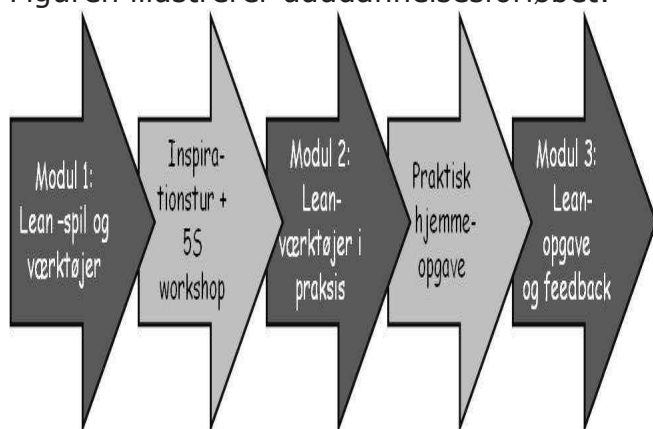 Figuren illustrerer uddannelsesforløbet:
Modul 1:
Lean -spil og
værktøjer
Inspira-
tionstur +
5S
workshop
Modul 2:
Lean-
værktøjer i
praksis
Praktisk
hjemme-
opgave
Modul 3:
Lean-
opgave
og feedback